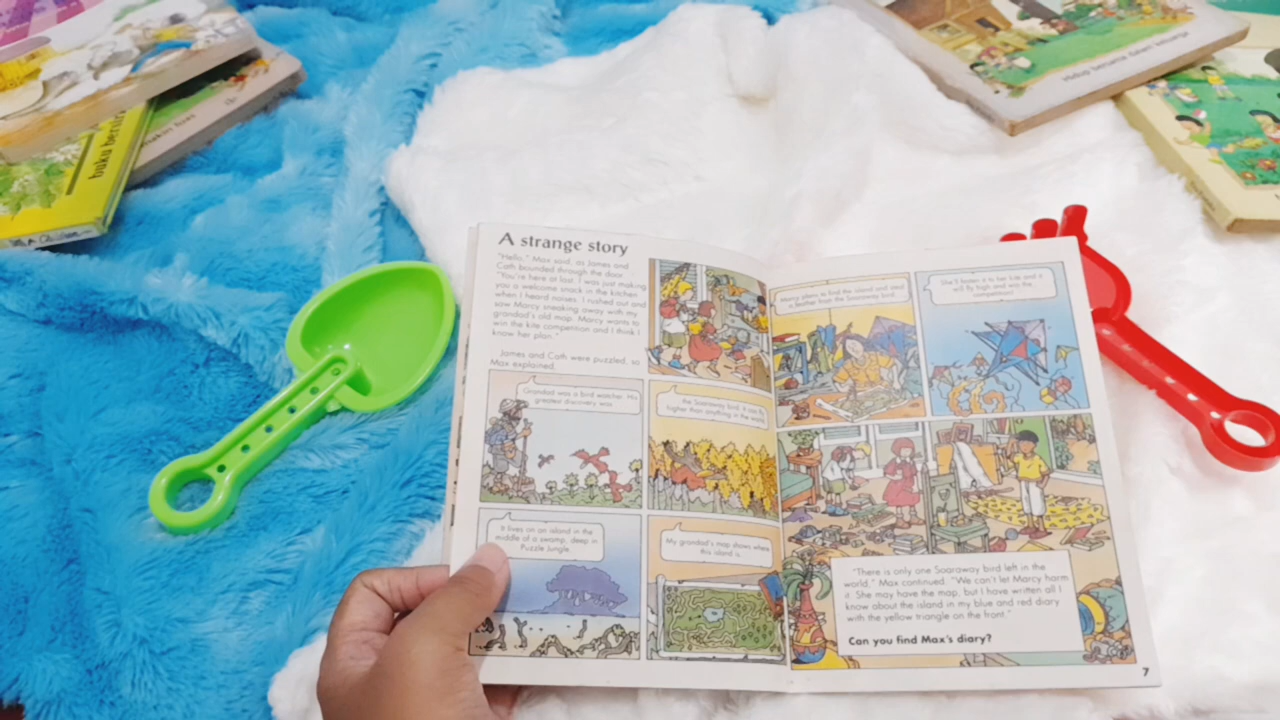 A strange story
"Hello," Max said, as James and
Cath bounded through the door.
"You're here at last. I was just making
you a welcome snack in the kitchen
when I heard noises. I rushed out and
saw Marcy sneaking away with my
grandad's old map. Marcy wants to
win the kite competition and I think I
know her plan."
James and Cath were puzzled, so
Max explained.
Grandad was a bird watcher. His
greatest discovery was
the Soaraway bird. It can fly
higher than anything in the world.
It lives on an island in the
middle of a swamp, deep in
Puzzle Jungle.
My grandad's map shows where
this island is.
Marcy plans to find the island and steal
a feather from the Soaraway bird.
She'll fasten it to her kite and it
will fly high and win the
competition.
"There is only one Soaraway bird left in the
world," Max continued. "We can't let Marcy harm
it. She may have the map, but I have written all I
know about the island in my blue and red diary
with the yellow triangle on the front."
Can you find Max's diary?
7
buku bersiri
Hidup bersama dalam keluarga